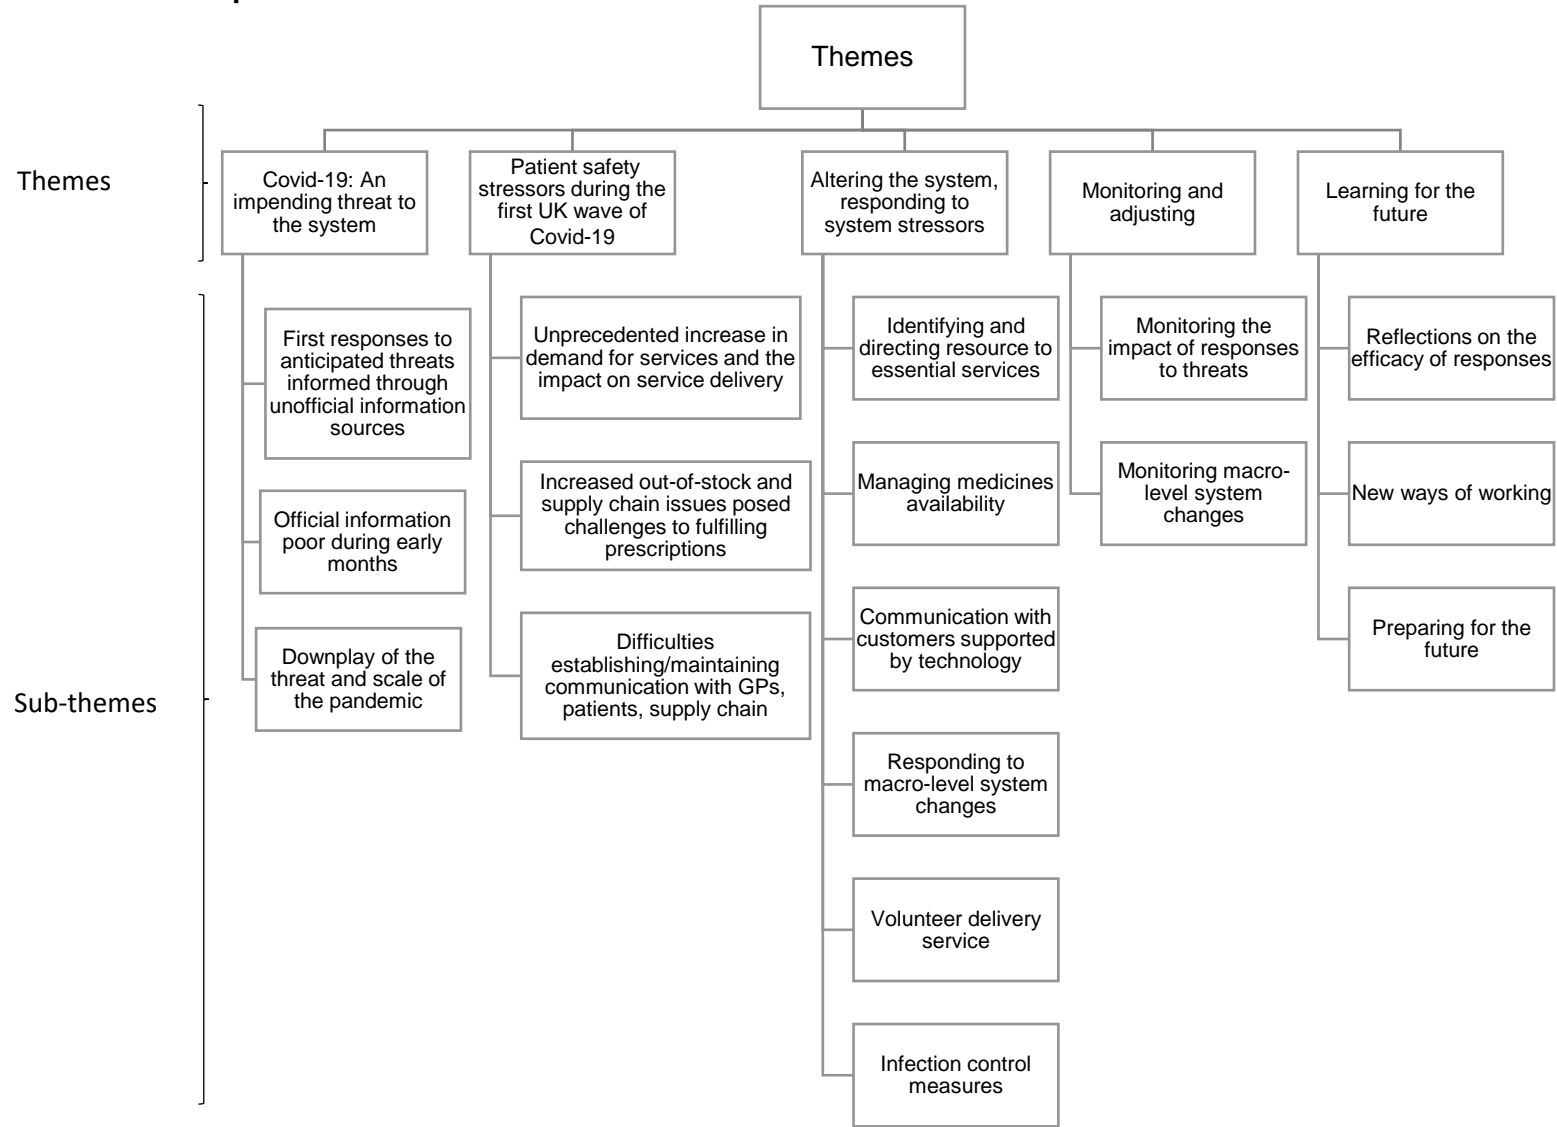 Themes
Themes
Covid-19: An
impending threat to
the system
Patient safety
stressors during the
first UK wave of
Covid-19
Altering the system,
responding to
system stressors
Monitoring and
adjusting
Learning for the
future
Sub-themes
First responses to
anticipated threats
informed through
unofficial information
sources
Official information
poor during early
months
Downplay of the
threat and scale of
the pandemic
Unprecedented increase in
demand for services and the
impact on service delivery
Increased out-of-stock and
supply chain issues posed
challenges to fulfilling
prescriptions
Difficulties
establishing/maintaining
communication with GPs,
patients, supply chain
Identifying and
directing resource to
essential services
Managing medicines
availability
Communication with
customers supported
by technology
Responding to
macro-level system
changes
Volunteer delivery
service
Infection control
measures
Monitoring the
impact of responses
to threats
Monitoring macro-
level system
changes
Reflections on the
efficacy of responses
New ways of working
Preparing for the
future